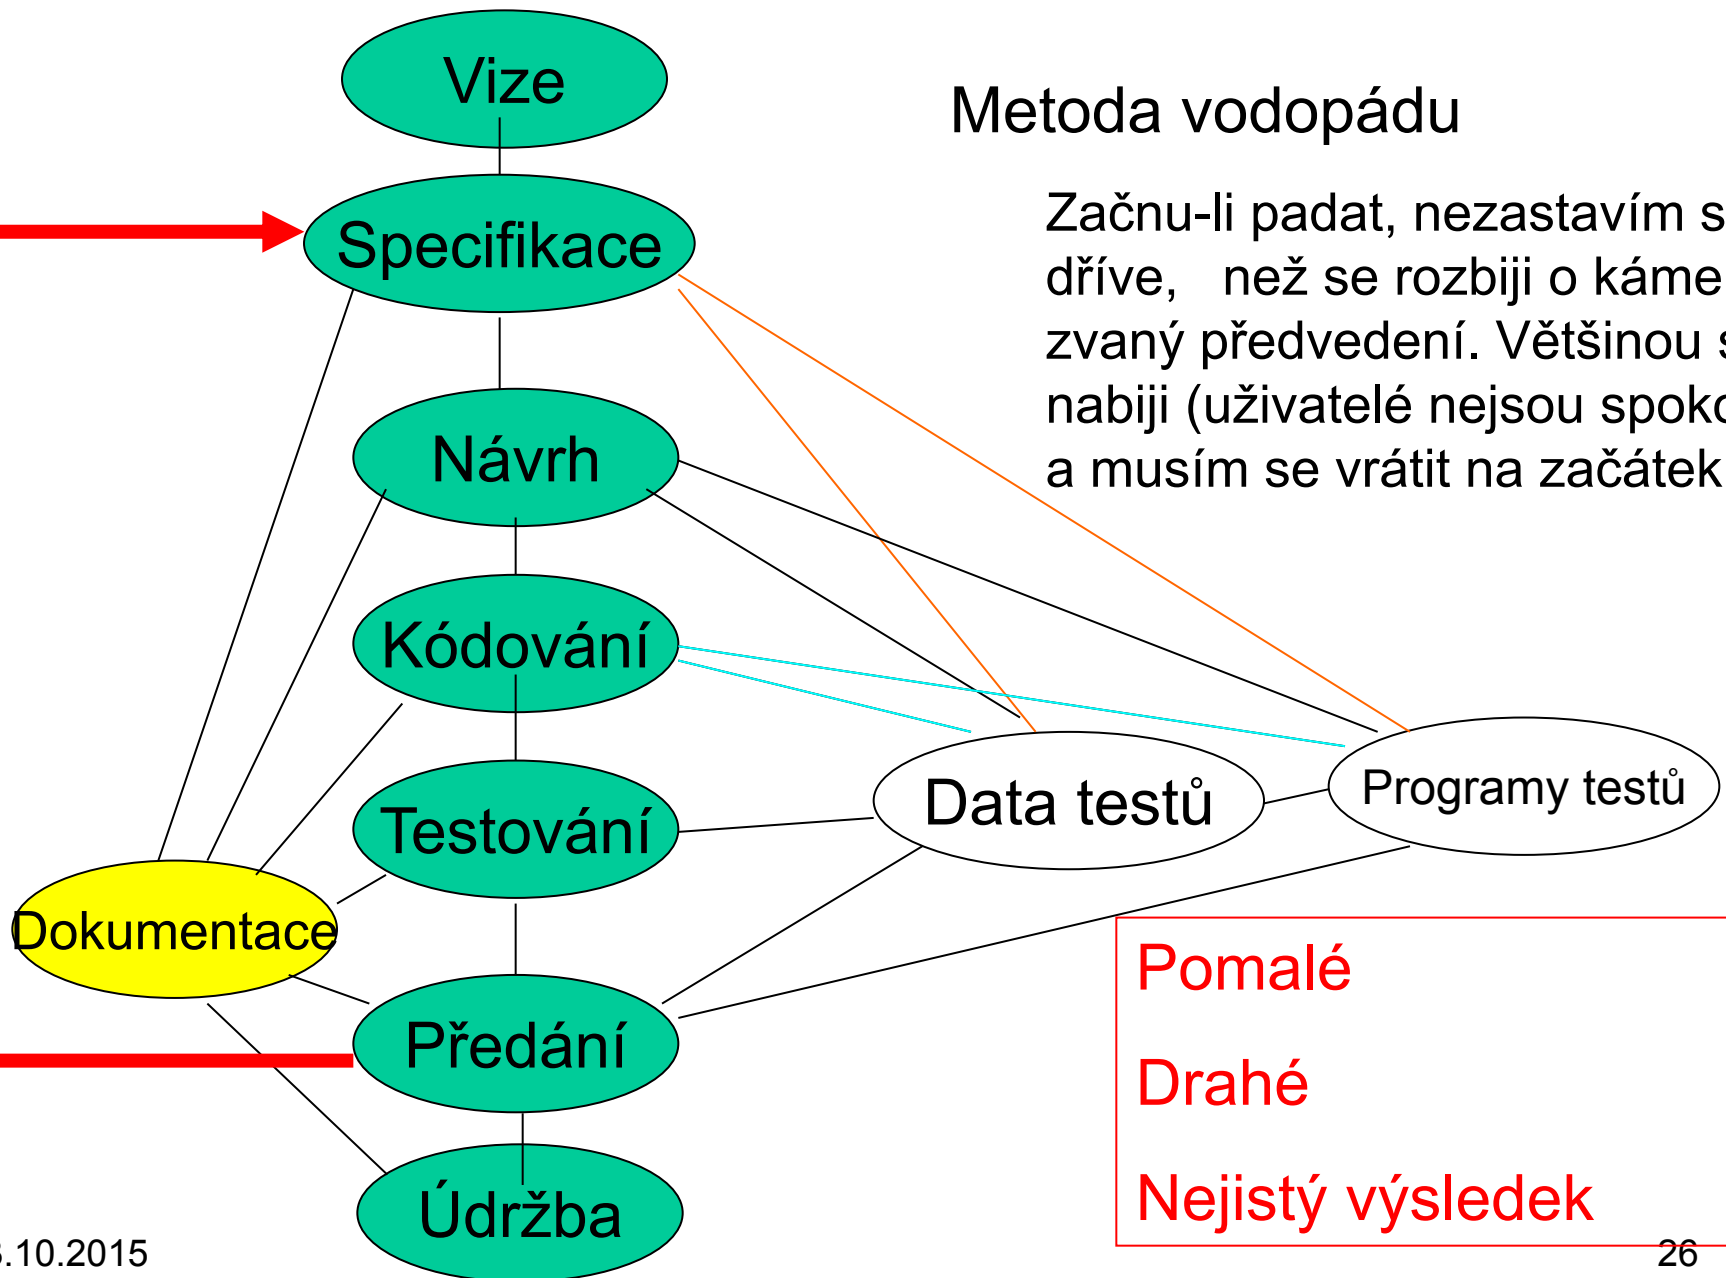 Vize
Metoda vodopádu
Začnu-li padat, nezastavím
dříve, než se rozbiji o
zvaný předvedení. Většinou
nabiji (uživatelé nejsou
a musím se vrátit na začátek
Specifikace
Návrh
Kódování
Testování
Data testů
Programy testů
Dokumentace
Předání
Údržba
Pomalé
Drahé
Nejistý výsledek
.10.2015
26